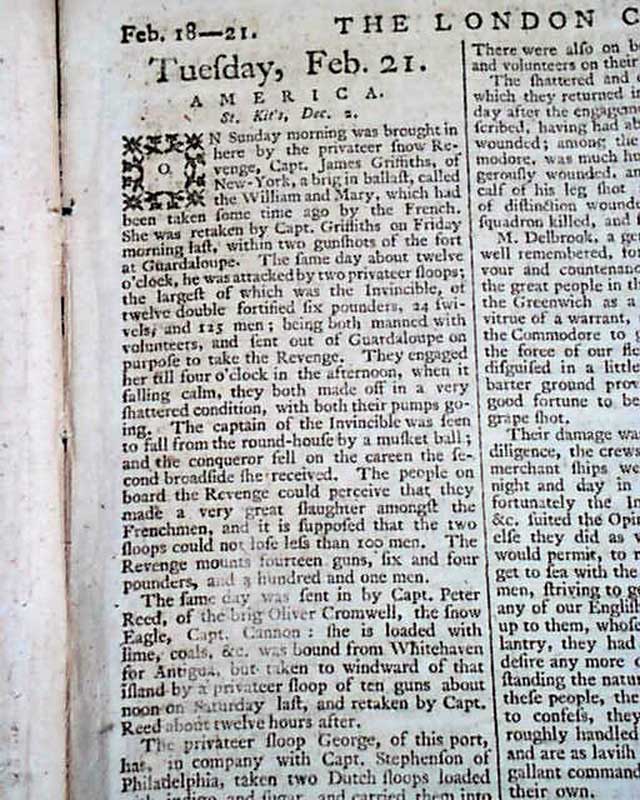 Feb. 18—21.
THE LONDON C
Tueſday, Feb. 21.
AMERICA.
St. Kit's, Dec. 2.
ON Sunday morning was brought in
here by the privateer ſnow Re-
venge, Capt. James Griffiths, of
New-York, a brig in ballaſt, called
the William and Mary, which had
been taken ſome time ago by the French.
She was retaken by Capt. Griffiths on Friday
morning laſt, within two gunſhots of the fort
at Guardaloupe. The ſame day about twelve
o'clock, he was attacked by two privateer ſloops;
the largeſt of which was the Invincible, of
twelve double fortified ſix pounders, 24 ſwi-
vels, and 125 men; being both manned with
volunteers, and ſent out of Guardaloupe on
purpoſe to take the Revenge. They engaged
her till four o'clock in the afternoon, when it
falling calm, they both made off in a very
ſhattered condition, with both their pumps go-
ing. The captain of the Invincible was ſeen
to fall from the round-houſe by a muſket ball;
and the conqueror fell on the careen the ſe-
cond broadſide ſhe received. The people on
board the Revenge could perceive that they
made a very great ſlaughter amongſt the
Frenchmen, and it is ſuppoſed that the two
ſloops could not loſe leſs than 100 men. The
Revenge mounts fourteen guns, ſix and four
pounders, and a hundred and one men.
The ſame day was ſent in by Capt. Peter
Reed, of the brig Oliver Cromwell, the ſnow
Eagle, Capt. Cannon: ſhe is loaded with
lime, coals, &c. was bound from Whitehaven
for Antigua, but taken to windward of that
iſland by a privateer ſloop of ten guns about
noon on Saturday laſt, and retaken by Capt.
Reed about twelve hours after.
The privateer ſloop George, of this port,
has, in company with Capt. Stephenſon of
Philadelphia, taken two Dutch ſloops loaded
with indigo and ſugar, and carried them into
There were alſo on b
and volunteers on their
The ſhattered and
which they returned i
day after the engagem
ſcribed, having had ab
wounded; among the
modore, was much hu
gerouſly wounded, an
calf of his leg ſhot
of diſtinction wounde
ſquadron killed, and
M. Delbrook, a ge
well remembered, fo
vour and countenanc
the great people in th
the Greenwich as a
vitrue of a warrant,
the Commodore to g
the force of our fle
diſguiſed in a little
barter ground prov
good fortune to be
grape ſhot.
Their damage wa
diligence, the crews
merchant ſhips we
night and day in
fortunately the In
&c. ſuited the Opi
elſe they did as v
would permit, to r
get to ſea with the
men, ſtriving to ge
any of our Engliſh
up to them, whoſe
lantry, they had
deſire any more
ſtanding the natur
theſe people, the
to confeſs, they
roughly handled
and are as laviſh
gallant command
their own.